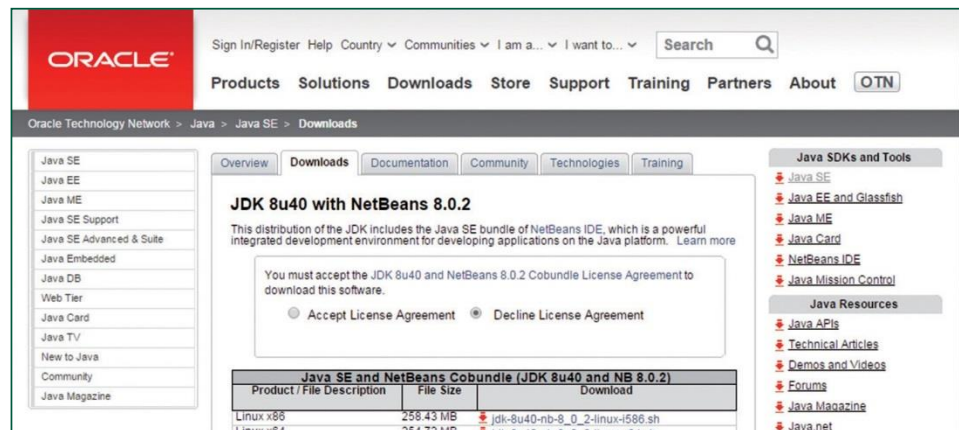 ORACLE
Sign In/Register Help Country Communities I am a... I want to... Search
Products Solutions Downloads Store Support Training Partners About OTN
Oracle Technology Network > Java > Java SE > Downloads
Java SE
Java EE
Java ME
Java SE Support
Java SE Advanced & Suite
Java Embedded
Java DB
Web Tier
Java Card
Java TV
New to Java
Community
Java Magazine
Overview Downloads Documentation Community Technologies Training
JDK 8u40 with NetBeans 8.0.2
This distribution of the JDK includes the Java SE bundle of NetBeans IDE, which is a powerful
integrated development environment for developing applications on the Java platform. Learn more
You must accept the JDK 8u40 and NetBeans 8.0.2 Cobundle License Agreement to
download this software.
Accept License Agreement Decline License Agreement
Java SE and NetBeans Cobundle (JDK 8u40 and NB 8.0.2)
Product / File Description File Size Download
Linux x86 258.43 MB jdk-8u40-nb-8_0_2-linux-i586.sh
Java SDKs and Tools
Java SE
Java EE and Glassfish
Java ME
Java Card
NetBeans IDE
Java Mission Control
Java Resources
Java APIs
Technical Articles
Demos and Videos
Forums
Java Magazine
Java.net